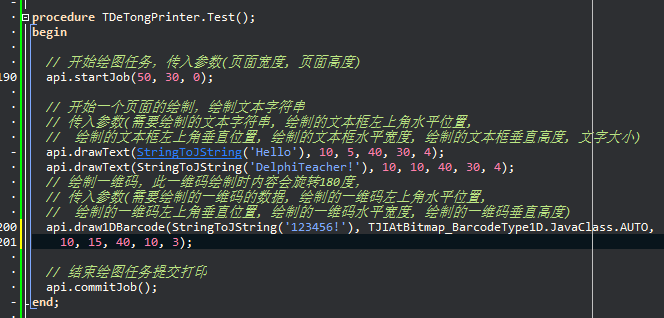 procedure TDeTongPrinter.Test();
begin
// 开始绘图任务，传入参数(页面宽度, 页面高度)
190 api.startJob(50, 30, 0);
// 开始一个页面的绘制，绘制文本字符串
// 传入参数(需要绘制的文本字符串, 绘制的文本框左上角水平位置,
// 绘制的文本框左上角垂直位置, 绘制的文本框水平宽度, 绘制的文本框垂直高度, 文字大小)
api.drawText(StringToJString('Hello'), 10, 5, 40, 30, 4);
api.drawText(StringToJString('DelphiTeacher!'), 10, 10, 40, 30, 4);
// 绘制一维码，此一维码绘制时内容会旋转180度，
// 传入参数(需要绘制的一维码的数据, 绘制的一维码左上角水平位置,
// 绘制的一维码左上角垂直位置, 绘制的一维码水平宽度, 绘制的一维码垂直高度)
200 api.draw1DBarcode(StringToJString('123456!'), TJIAtBitmap_BarcodeType1D.JavaClass.AUTO,
201 10, 15, 40, 10, 3);
// 结束绘图任务提交打印
api.commitJob();
end;